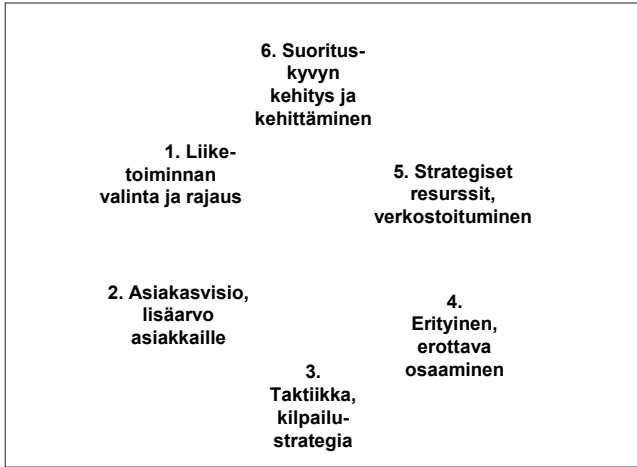 6. Suoritus-
kyvyn
kehitys ja
kehittäminen
1. Liike-
toiminnan
valinta ja rajaus
5. Strategiset
resurssit,
verkostoituminen
2. Asiakasvisio,
lisäarvo
asiakkaille
4.
Erityinen,
erottava
osaaminen
3.
Taktiikka,
kilpailu-
strategia